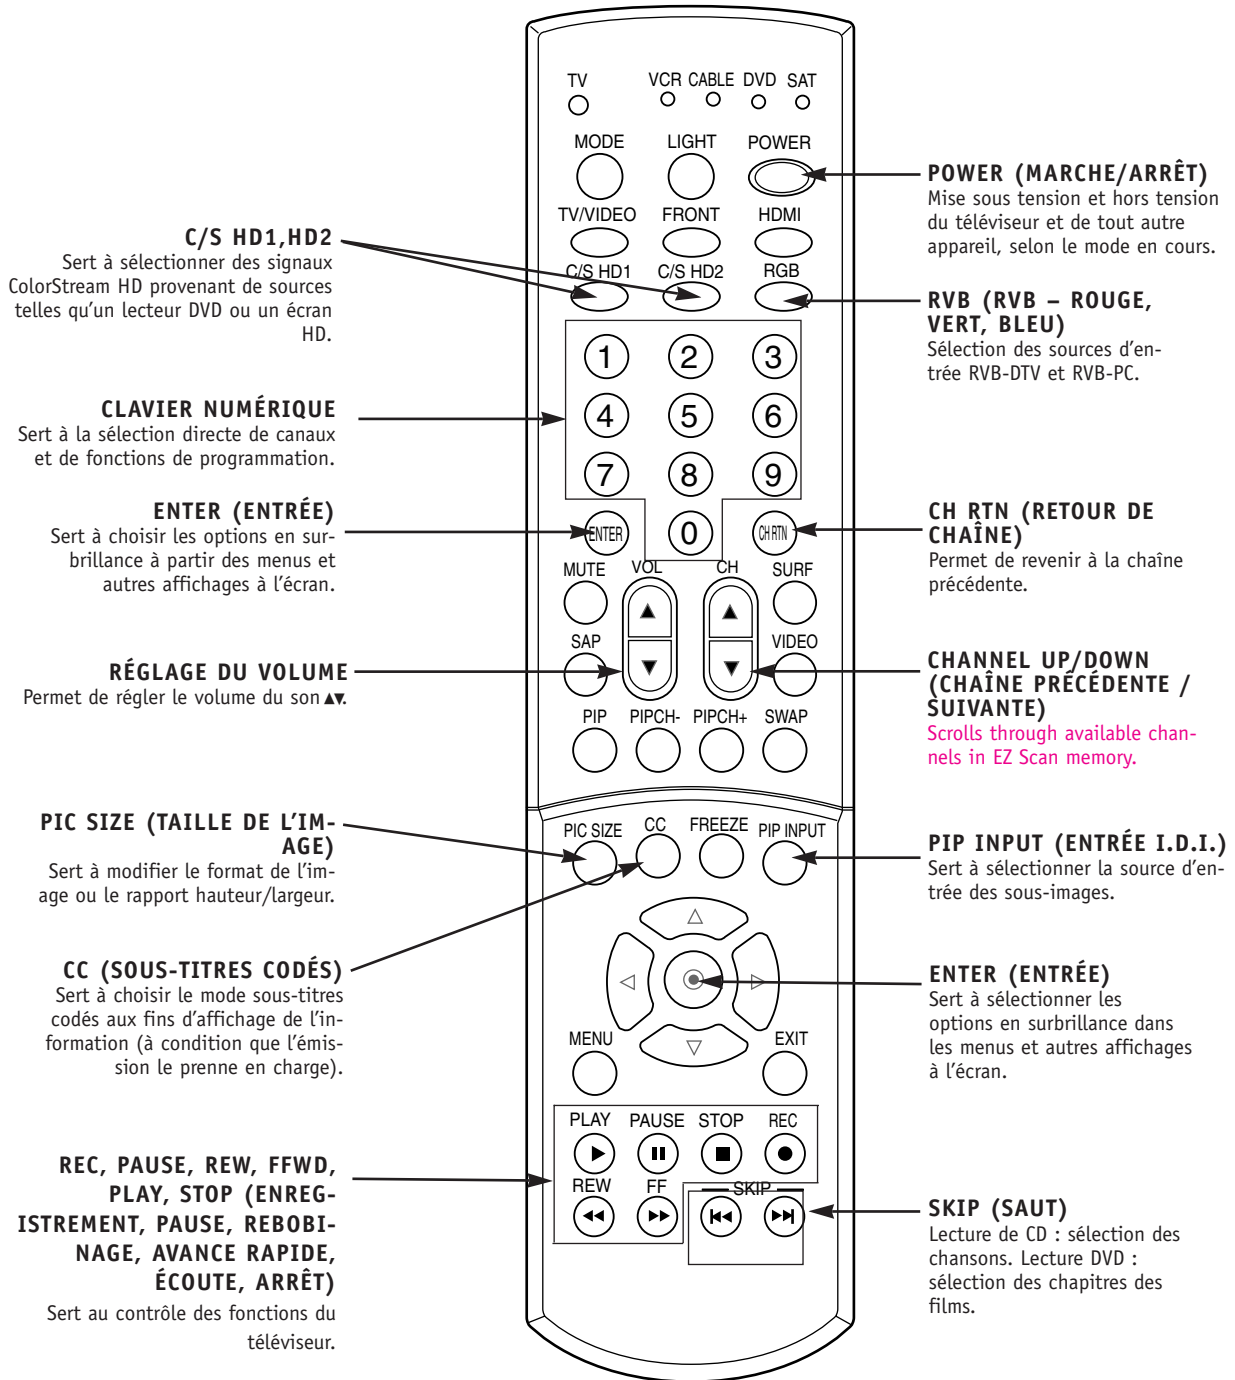 TV
VCR CABLE DVD SAT
MODE LIGHT POWER
TV/VIDEO FRONT HDMI
C/S HD1 C/S HD2 RGB
1 2 3
4 5 6
7 8 9
ENTER 0 CH RTN
MUTE VOL CH SURF
▲ ▲
SAP VIDEO
▼ ▼
PIP PIPCH- PIPCH+ SWAP
PIC SIZE CC FREEZE PIP INPUT
MENU EXIT
PLAY PAUSE STOP REC
REW FF SKIP
C/S HD1,HD2
Sert à sélectionner des signaux
ColorStream HD provenant de sources
telles qu'un lecteur DVD ou un écran
HD.
CLAVIER NUMÉRIQUE
Sert à la sélection directe de canaux
et de fonctions de programmation.
ENTER (ENTRÉE)
Sert à choisir les options en sur-
brillance à partir des menus et
autres affichages à l'écran.
RÉGLAGE DU VOLUME
Permet de régler le volume du son ▲▼.
PIC SIZE (TAILLE DE L'IM-
AGE)
Sert à modifier le format de l'im-
age ou le rapport hauteur/largeur.
CC (SOUS-TITRES CODÉS)
Sert à choisir le mode sous-titres
codés aux fins d'affichage de l'in-
formation (à condition que l'émis-
sion le prenne en charge).
REC, PAUSE, REW, FFWD,
PLAY, STOP (ENREG-
ISTREMENT, PAUSE, REBOBI-
NAGE, AVANCE RAPIDE,
ÉCOUTE, ARRÊT)
Sert au contrôle des fonctions du
téléviseur.
POWER (MARCHE/ARRÊT)
Mise sous tension et hors tension
du téléviseur et de tout autre
appareil, selon le mode en cours.
RVB (RVB – ROUGE,
VERT, BLEU)
Sélection des sources d'en-
trée RVB-DTV et RVB-PC.
CH RTN (RETOUR DE
CHAÎNE)
Permet de revenir à la chaîne
précédente.
CHANNEL UP/DOWN
(CHAÎNE PRÉCÉDENTE /
SUIVANTE)
Scrolls through available chan-
nels in EZ Scan memory.
PIP INPUT (ENTRÉE I.D.I.)
Sert à sélectionner la source d'en-
trée des sous-images.
ENTER (ENTRÉE)
Sert à sélectionner les
options en surbrillance dans
les menus et autres affichages
à l'écran.
SKIP (SAUT)
Lecture de CD : sélection des
chansons. Lecture DVD :
sélection des chapitres des
films.